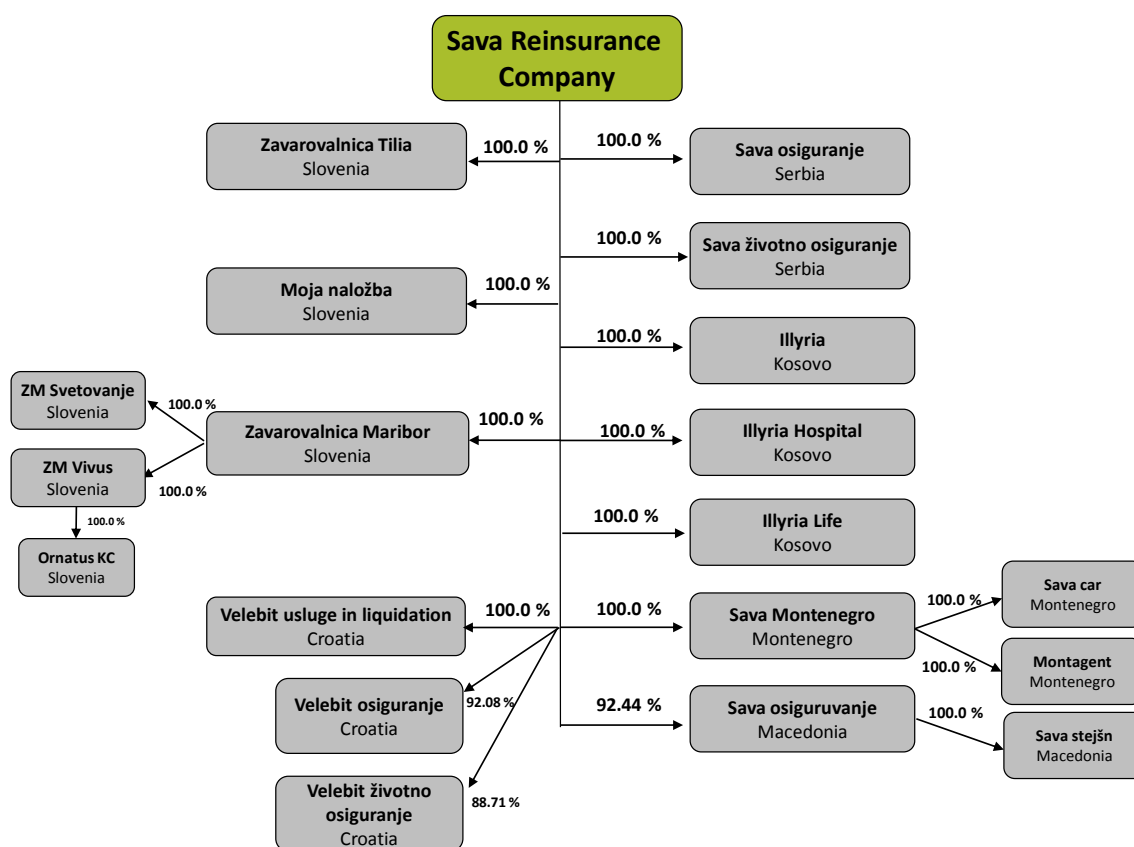 Sava Reinsurance
Company
Zavarovalnica Tilia
Slovenia
100.0 %
100.0 %
Sava osiguranje
Serbia
100.0 %
Sava životno osiguranje
Serbia
Moja naložba
Slovenia
100.0 %
100.0 %
Illyria
Kosovo
ZM Svetovanje
Slovenia
100.0 %
Zavarovalnica Maribor
Slovenia
100.0 %
100.0 %
Illyria Hospital
Kosovo
ZM Vivus
Slovenia
100.0 %
100.0 %
Ornatus KC
Slovenia
100.0 %
Illyria Life
Kosovo
Velebit usluge in liquidation
Croatia
100.0 %
100.0 %
Sava Montenegro
Montenegro
100.0 %
Sava car
Montenegro
100.0 %
Montagent
Montenegro
Velebit osiguranje
Croatia
92.08 %
92.44 %
Sava osiguruvanje
Macedonia
100.0 %
Sava stejšn
Macedonia
Velebit životno
osiguranje
Croatia
88.71 %